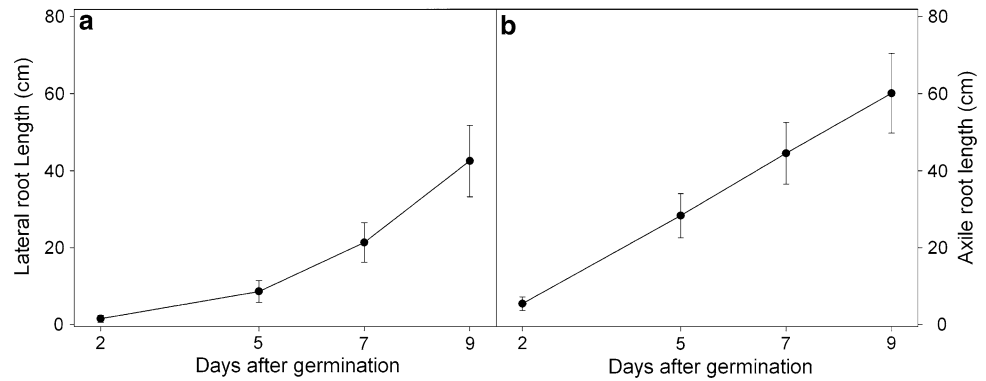 a
b
80
60
40
20
0
Lateral root Length (cm)
2 5 7 9
Days after germination
80
60
40
20
0
Axile root length (cm)
2 5 7 9
Days after germination